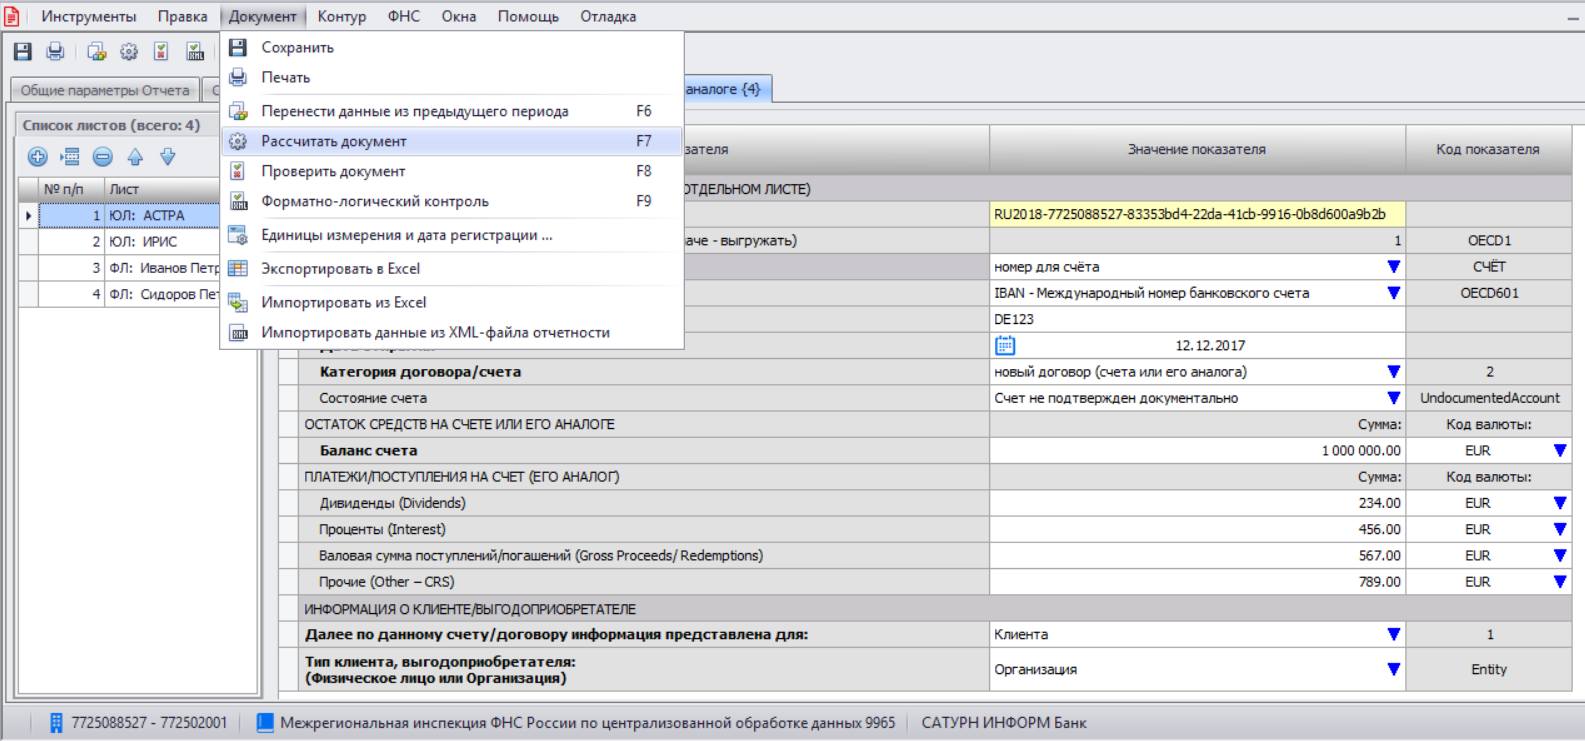 Инструменты Правка Документ Контур ФНС Окна Помощь Отладка
Сохранить
Печать
Перенести данные из предыдущего периода F6
Рассчитать документ F7
Проверить документ F8
Форматно-логический контроль F9
Единицы измерения и дата регистрации ...
Экспортировать в Excel
Импортировать из Excel
Импортировать данные из XML-файла отчетности
Общие параметры Отчета
аналоге {4}
Список листов (всего: 4)
№ п/п Лист
1 ЮЛ: АСТРА
2 ЮЛ: ИРИС
3 ФЛ: Иванов Петр
4 ФЛ: Сидоров Пет
зателя Значение показателя Код показателя
ОТДЕЛЬНОМ ЛИСТЕ)
RU2018-7725088527-83353bd4-22da-41cb-9916-0b8d600a9b2b
аче - выгружать) 1 OECD1
номер для счёта СЧЁТ
IBAN - Международный номер банковского счета OECD601
DE123
12.12.2017
Категория договора/счета новый договор (счета или его аналога) 2
Состояние счета Счет не подтвержден документально UndocumentedAccount
ОСТАТОК СРЕДСТВ НА СЧЕТЕ ИЛИ ЕГО АНАЛОГЕ Сумма: Код валюты:
Баланс счета 1 000 000.00 EUR
ПЛАТЕЖИ/ПОСТУПЛЕНИЯ НА СЧЕТ (ЕГО АНАЛОГ) Сумма: Код валюты:
Дивиденды (Dividends) 234.00 EUR
Проценты (Interest) 456.00 EUR
Валовая сумма поступлений/погашений (Gross Proceeds/ Redemptions) 567.00 EUR
Прочие (Other – CRS) 789.00 EUR
ИНФОРМАЦИЯ О КЛИЕНТЕ/ВЫГОДОПРИОБРЕТАТЕЛЕ
Далее по данному счету/договору информация представлена для: Клиента 1
Тип клиента, выгодоприобретателя:
(Физическое лицо или Организация) Организация Entity
7725088527 - 772502001 Межрегиональная инспекция ФНС России по централизованной обработке данных 9965 САТУРН ИНФОРМ Банк